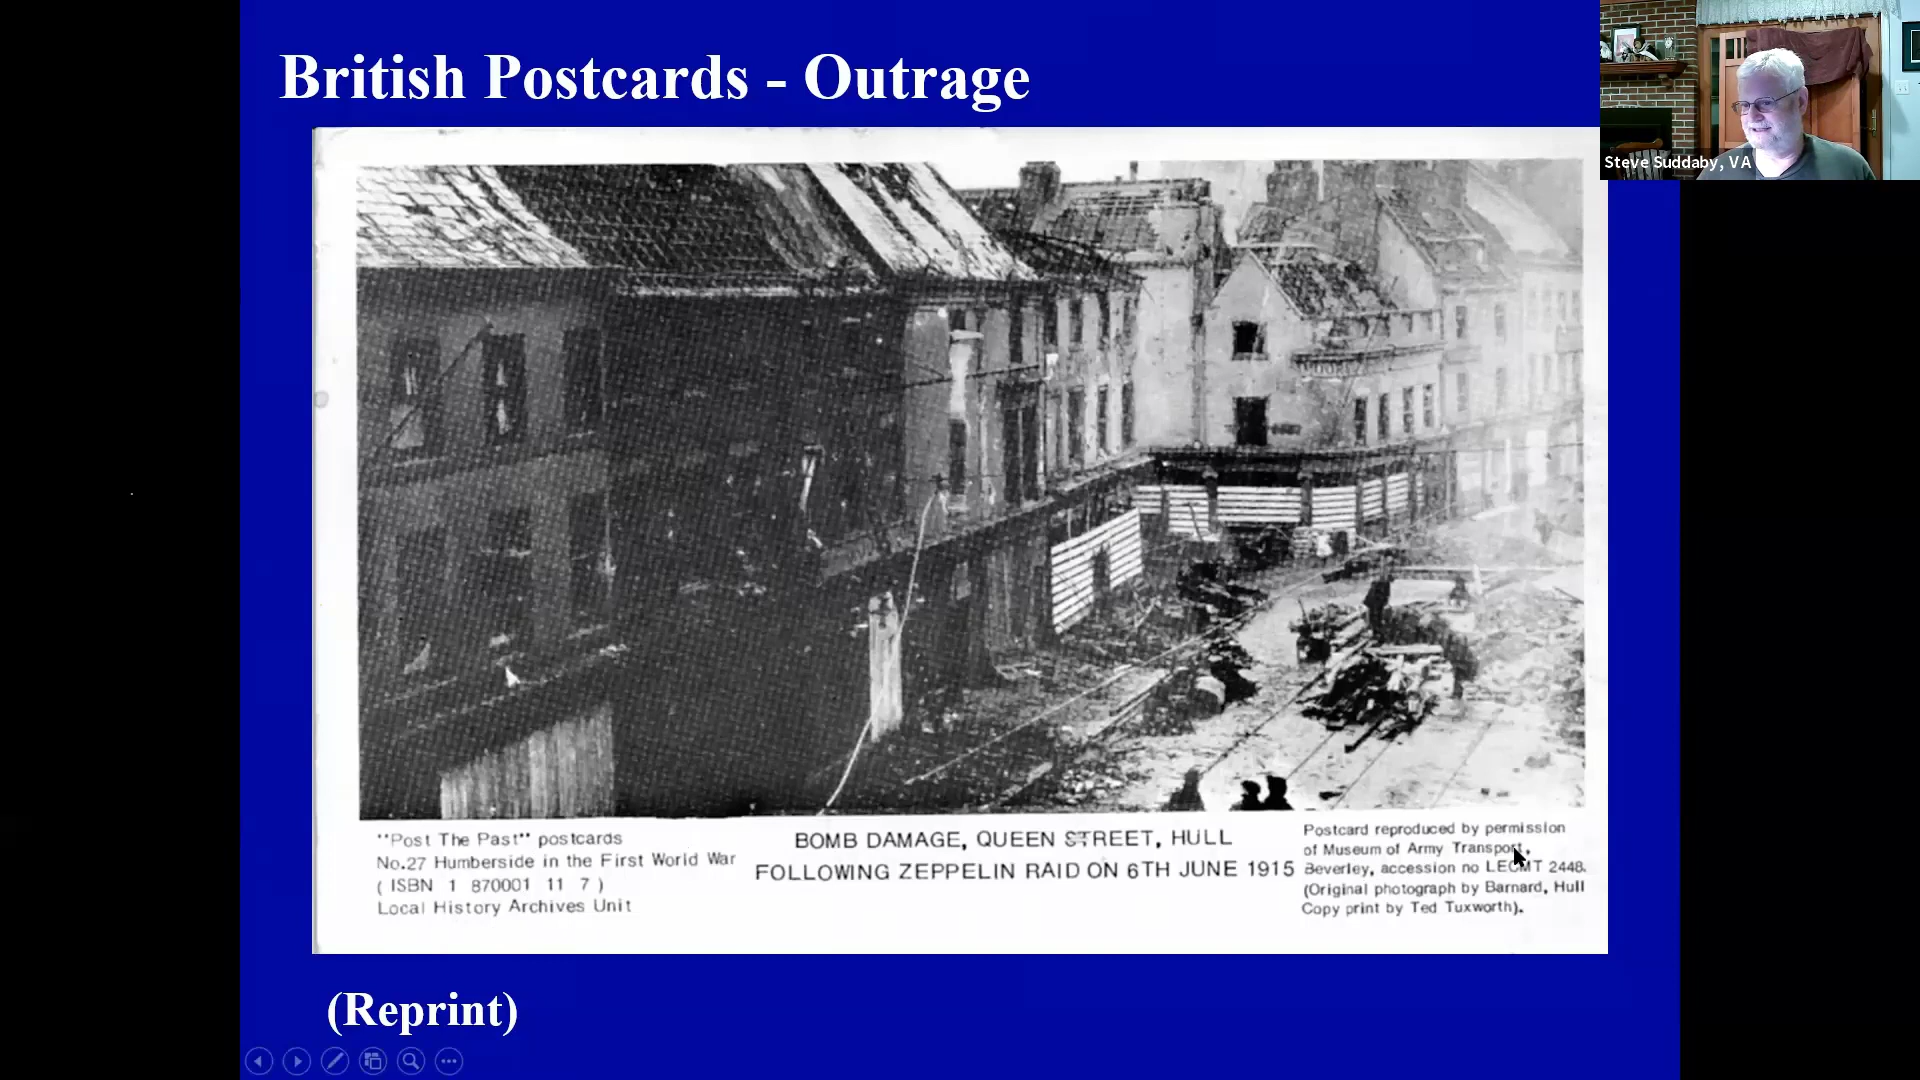 British Postcards - Outrage
Steve Suddaby, VA
"Post The Past" postcards
No.27 Humberside in the First World War
( ISBN 1 870001 11 7 )
Local History Archives Unit
BOMB DAMAGE, QUEEN STREET, HULL
FOLLOWING ZEPPELIN RAID ON 6TH JUNE 1915
Postcard reproduced by permission
of Museum of Army Transport,
Beverley, accession no LECMT 2448.
(Original photograph by Barnard, Hull
Copy print by Ted Tuxworth).
(Reprint)